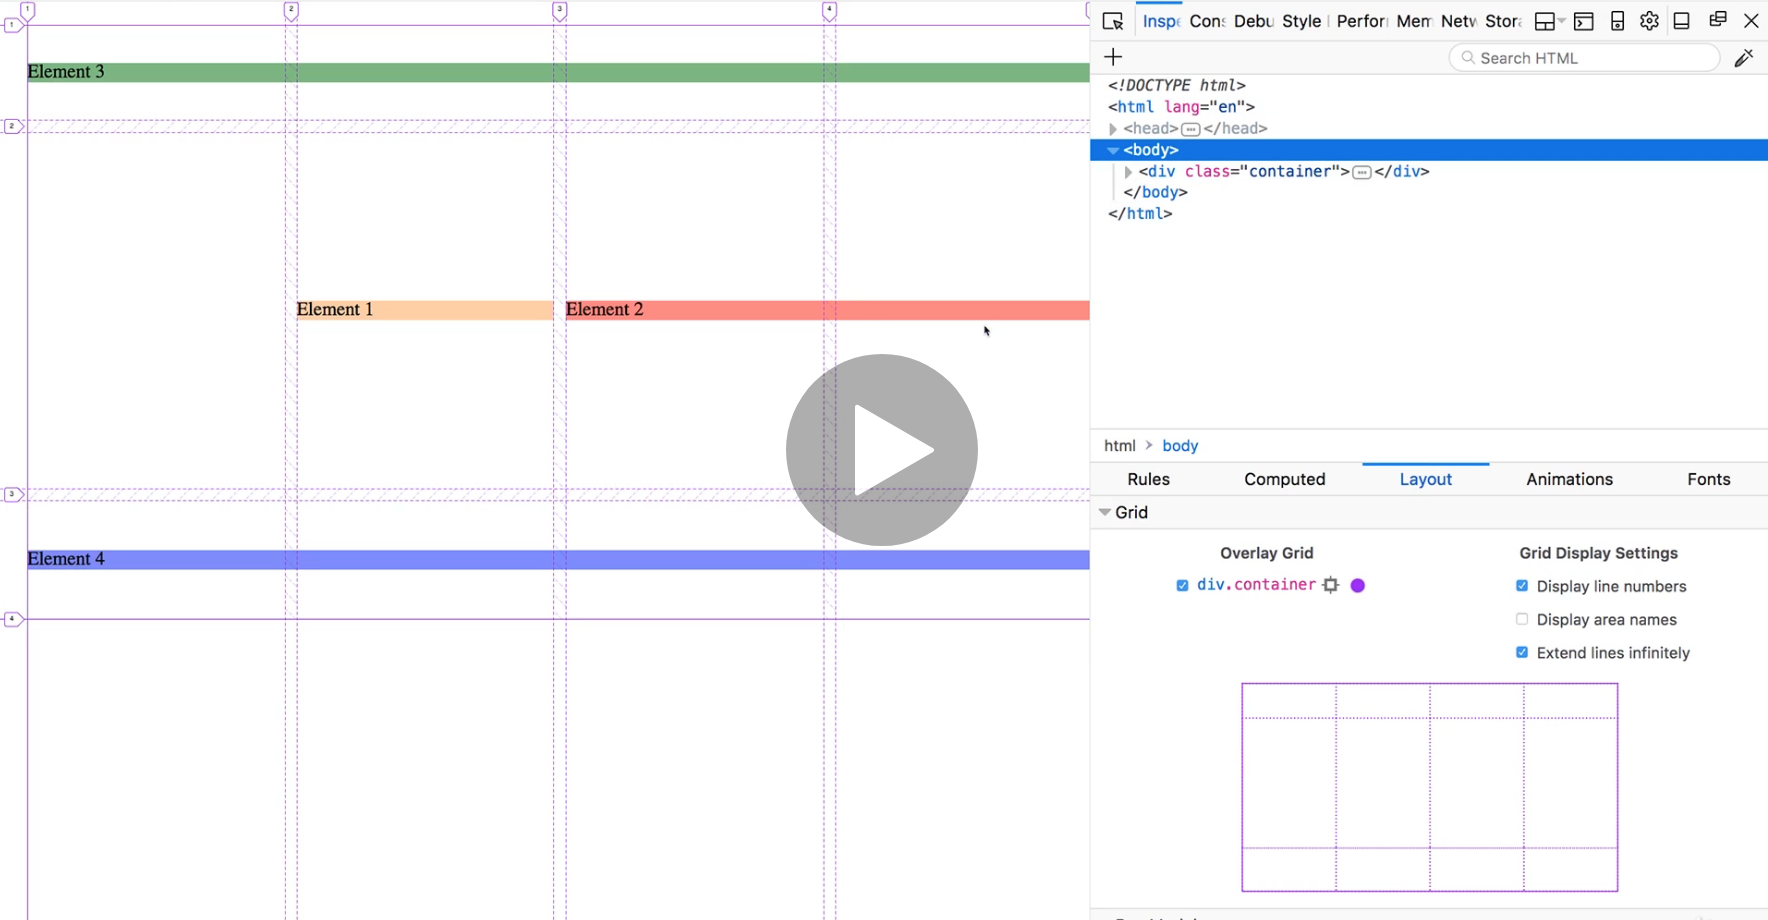 1 2 3 4
1
Element 3
2
Element 1 Element 2
3
Element 4
4
Inspe Cons Debu Style Perfor Mem Netw Stora
Search HTML
<!DOCTYPE html>
<html lang="en">
<head> </head>
<body>
<div class="container"> </div>
</body>
</html>
html > body
Rules Computed Layout Animations Fonts
Grid
Overlay Grid Grid Display Settings
div.container Display line numbers
Display area names
Extend lines infinitely